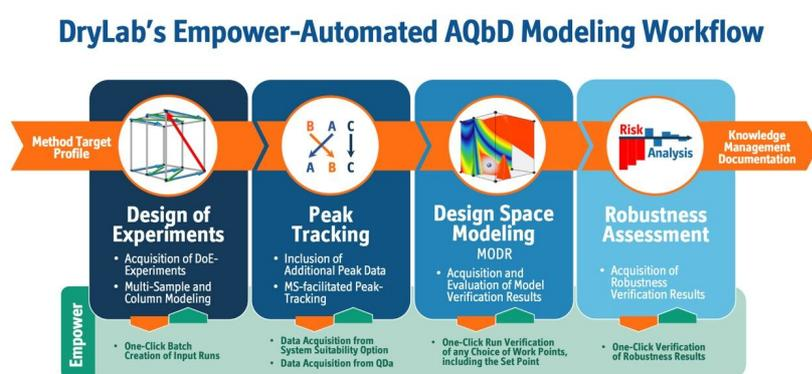 DryLab's Empower-Automated AQbD Modeling Workflow
Method Target
Profile
B A C
A B C
Risk
Analysis
Knowledge
Management
Documentation
Design of
Experiments
• Acquisition of DoE-
Experiments
• Multi-Sample and
Column Modeling
Peak
Tracking
• Inclusion of
Additional Peak Data
• MS-facilitated Peak-
Tracking
Design Space
Modeling
MODR
• Acquisition and
Evaluation of Model
Verification Results
Robustness
Assessment
• Acquisition of
Robustness
Verification Results
Empower
• One-Click Batch
Creation of Input Runs
• Data Acquisition from
System Suitability Option
• Data Acquisition from QDa
• One-Click Run Verification
of any Choice of Work Points,
including the Set Point
• One-Click Verification
of Robustness Results